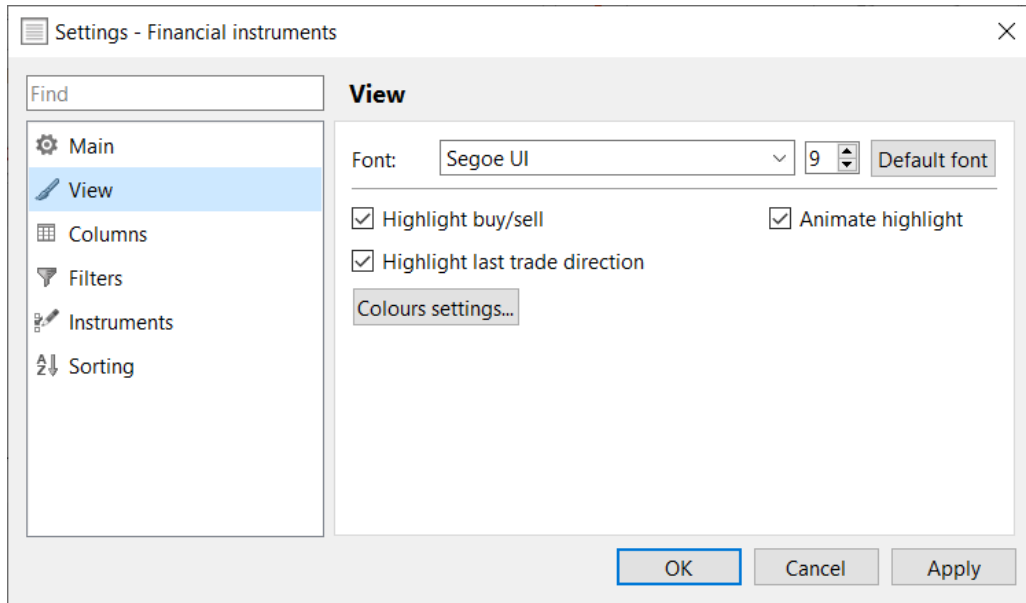 Settings - Financial instruments
Find
Main
View
Columns
Filters
Instruments
Sorting
View
Font: Segoe UI 9 Default font
Highlight buy/sell Animate highlight
Highlight last trade direction
Colours settings...
OK Cancel Apply